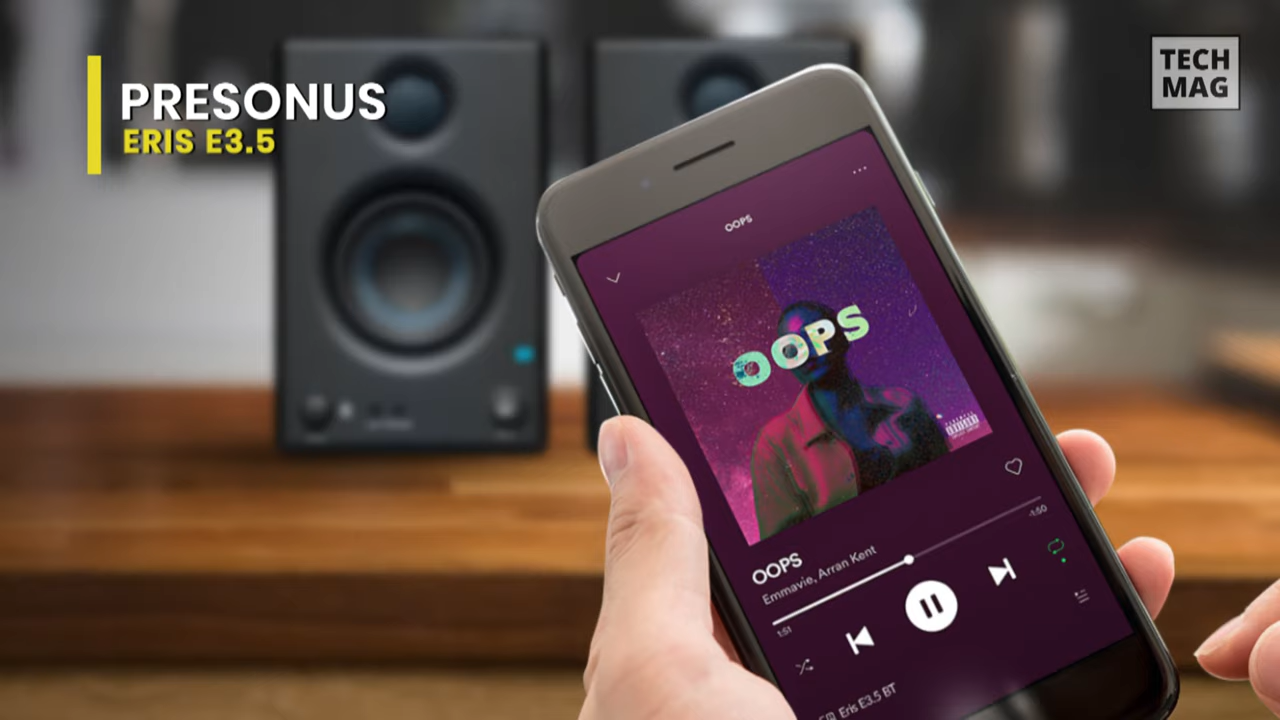 PRESONUS
ERIS E3.5
TECH
MAG
OOPS
OOPS
OOPS
Emmavie, Arran Kent
1:51
-1:50
Eris E3.5 BT